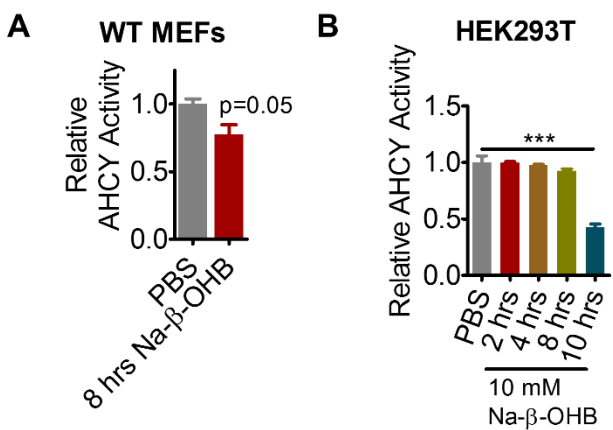 A
WT MEFs
Relative
AHCY Activity
1.0
0.5
0.0
p=0.05
PBS
8 hrs Na-β-OHB
B
HEK293T
Relative AHCY Activity
1.5
1.0
0.5
0.0
***
PBS
2 hrs
4 hrs
8 hrs
10 hrs
10 mM
Na-β-OHB